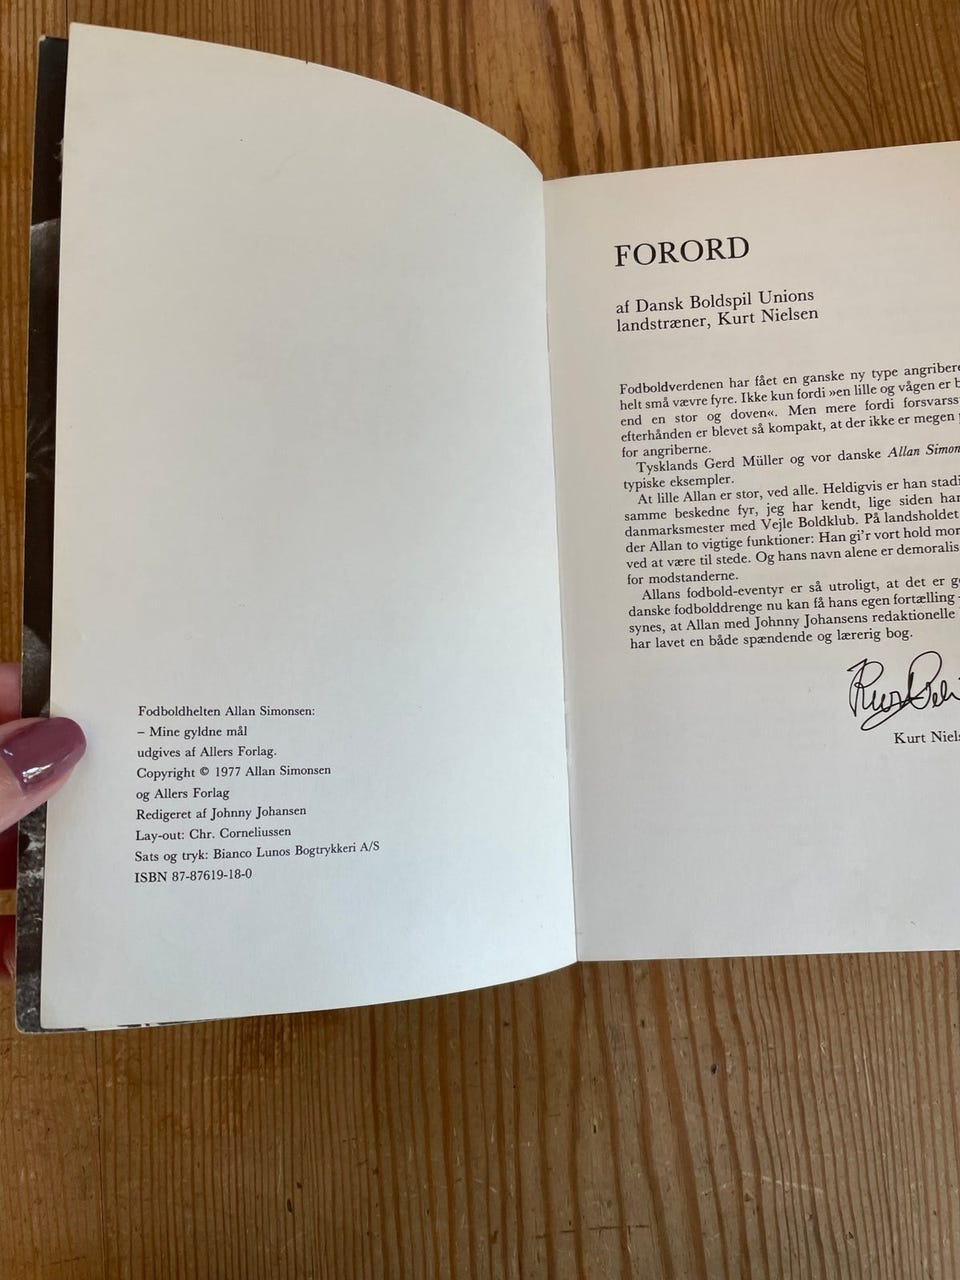 Fodboldhelten Allan Simonsen:
– Mine gyldne mål
udgives af Allers Forlag.
Copyright © 1977 Allan Simonsen
og Allers Forlag
Redigeret af Johnny Johansen
Lay-out: Chr. Corneliussen
Sats og tryk: Bianco Lunos Bogtrykkeri A/S
ISBN 87-87619-18-0
FORORD
af Dansk Boldspil Unions
landstræner, Kurt Nielsen
Fodboldverdenen har fået en ganske ny type
helt små vævre fyre. Ikke kun fordi »en lille og vågen er
end en stor og doven«. Men mere fordi
efterhånden er blevet så kompakt, at der ikke er megen
for angriberne.
Tysklands Gerd Müller og vor danske Allan
typiske eksempler.
At lille Allan er stor, ved alle. Heldigvis er han
samme beskedne fyr, jeg har kendt, lige siden
danmarksmester med Vejle Boldklub. På landsholdet
der Allan to vigtige funktioner: Han gi'r vort hold
ved at være til stede. Og hans navn alene er
for modstanderne.
Allans fodbold-eventyr er så utroligt, at det er
danske fodbolddrenge nu kan få hans egen fortælling
synes, at Allan med Johnny Johansens redaktionelle
har lavet en både spændende og lærerig bog.
Kurt